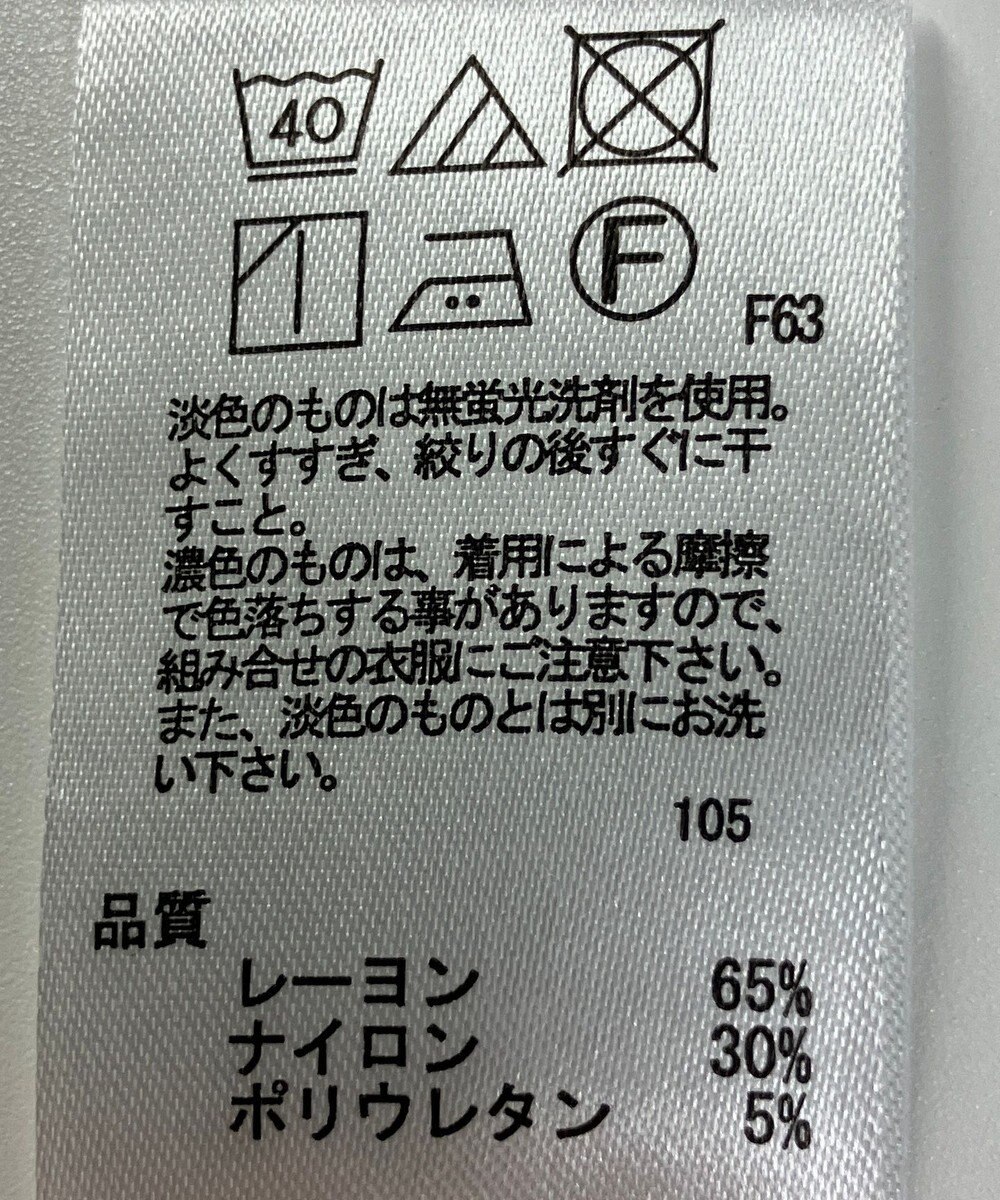 40
F
F63
淡色のものは無蛍光洗剤を使用。
よくすすぎ、絞りの後すぐに干
すこと。
濃色のものは、着用による摩擦
で色落ちする事がありますので、
組み合せの衣服にご注意下さい。
また、淡色のものとは別にお洗
い下さい。
105
品質
レーヨン 65%
ナイロン 30%
ポリウレタン 5%